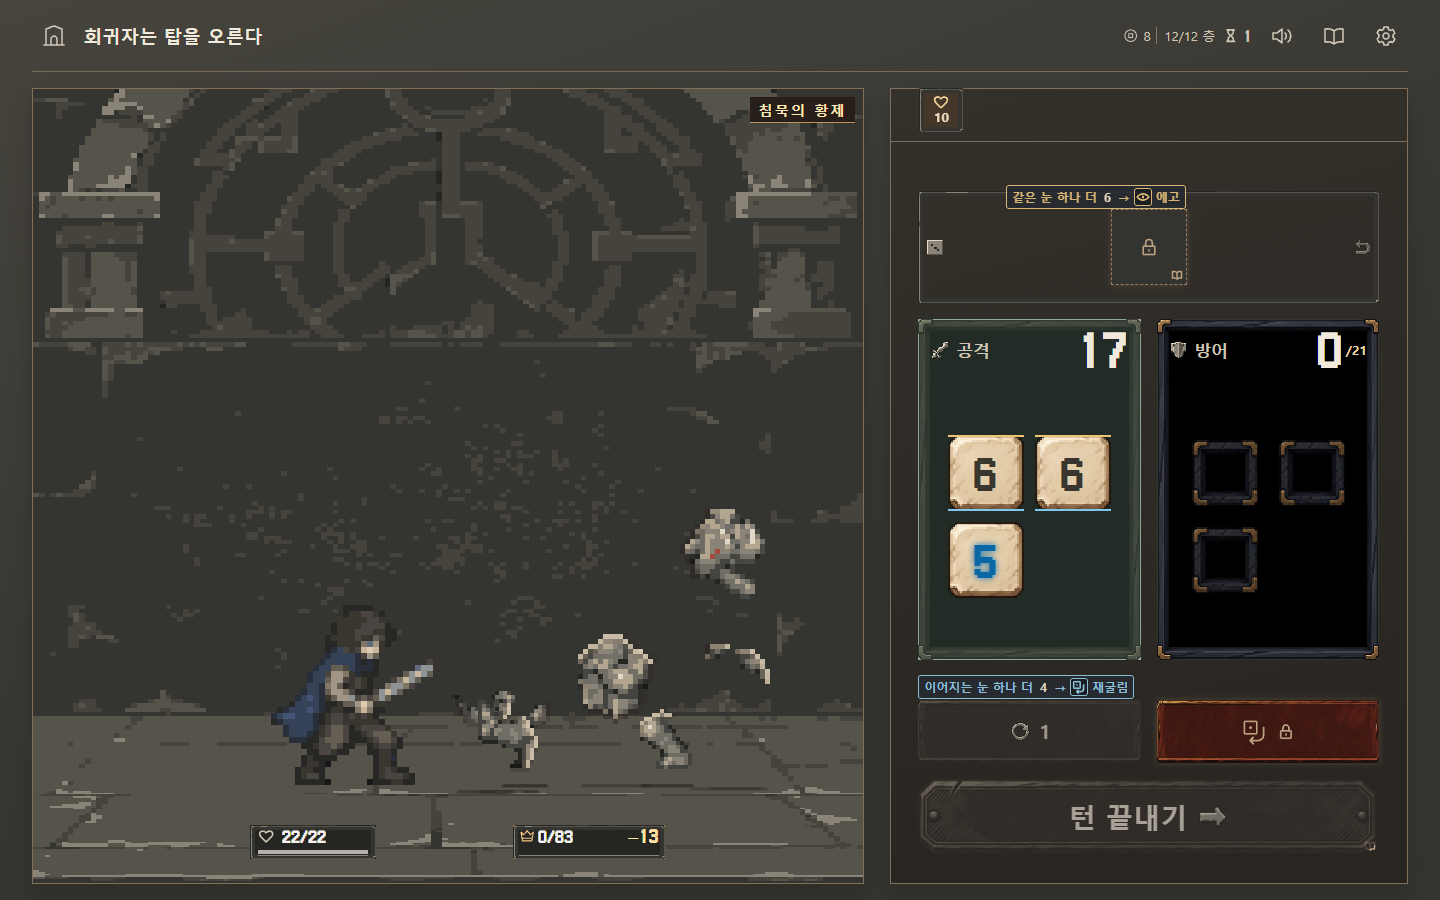 회귀자는 탑을 오른다
8 12/12 층 1
침묵의 황제
10
같은 눈 하나 더 6 → 에고
공격 17
방어 0/21
6 6
5
이어지는 눈 하나 더 4 → 재굴림
1
턴 끝내기
22/22
0/83 −13